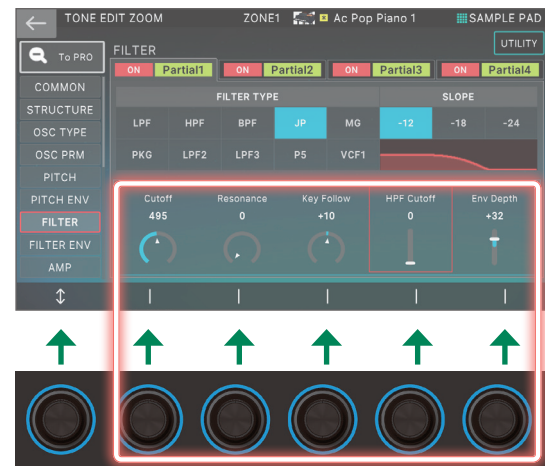 TONE EDIT ZOOM ZONE1 Ac Pop Piano 1 SAMPLE PAD
To PRO FILTER UTILITY
ON Partial1 ON Partial2 ON Partial3 ON Partial4
COMMON
STRUCTURE
OSC TYPE
OSC PRM
PITCH
PITCH ENV
FILTER
FILTER ENV
AMP
FILTER TYPE SLOPE
LPF HPF BPF JP MG -12 -18 -24
PKG LPF2 LPF3 P5 VCF1
Cutoff Resonance Key Follow HPF Cutoff Env Depth
495 0 +10 0 +32